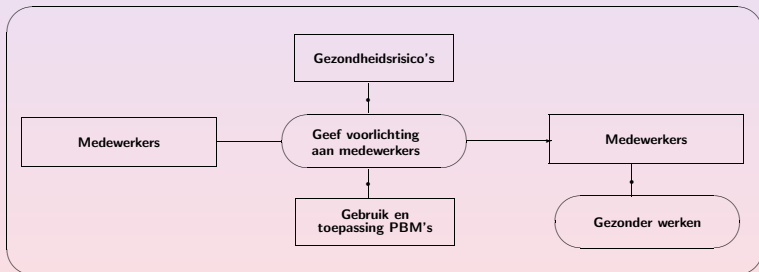 Gezondheidsrisico's
Medewerkers
Geef voorlichting
aan medewerkers
Medewerkers
Gebruik en
toepassing PBM's
Gezonder werken